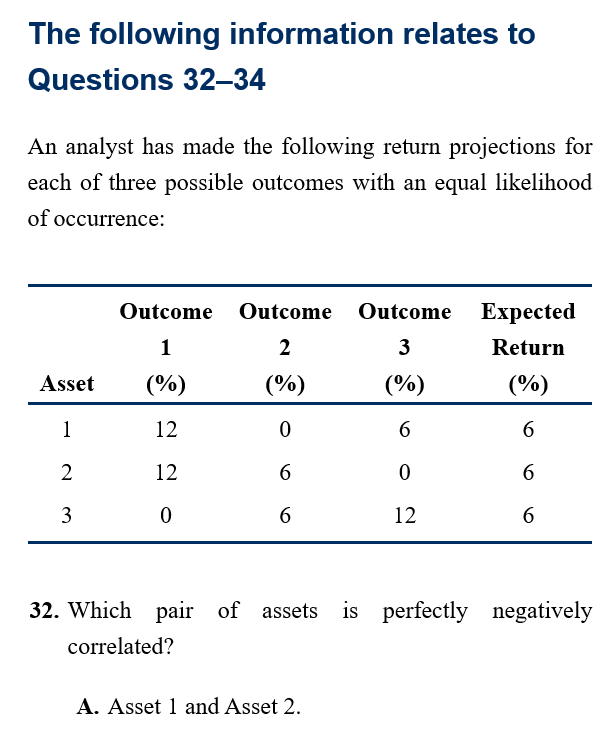 The following information relates to
Questions 32–34
An analyst has made the following return projections for
each of three possible outcomes with an equal likelihood
of occurrence:
Outcome Outcome Outcome Expected
1 2 3 Return
Asset (%) (%) (%) (%)
1 12 0 6 6
2 12 6 0 6
3 0 6 12 6
32. Which pair of assets is perfectly negatively
correlated?
A. Asset 1 and Asset 2.